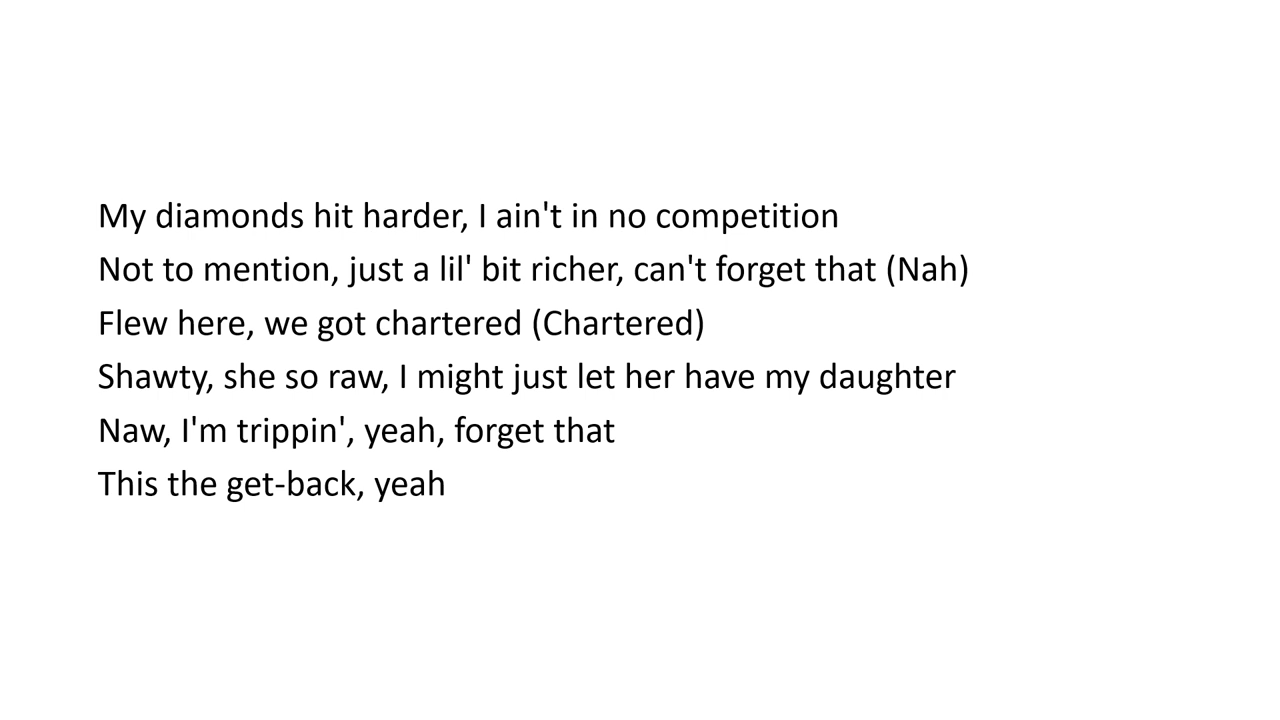 My diamonds hit harder, I ain't in no competition
Not to mention, just a lil' bit richer, can't forget that (Nah)
Flew here, we got chartered (Chartered)
Shawty, she so raw, I might just let her have my daughter
Naw, I'm trippin', yeah, forget that
This the get-back, yeah